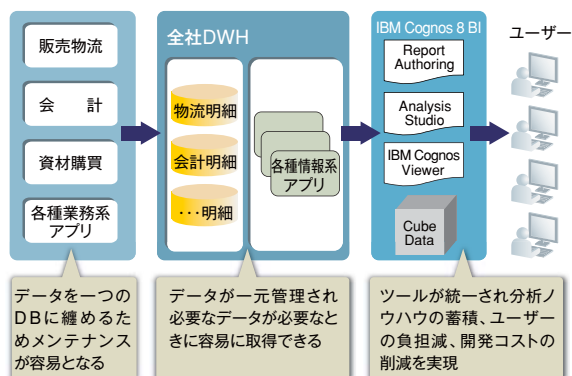 販売物流
会　計
資材購買
各種業務系
アプリ
全社DWH
物流明細
会計明細
･･･明細
各種情報系
アプリ
IBM Cognos 8 BI
Report
Authoring
Analysis
Studio
IBM Cognos
Viewer
Cube
Data
ユーザー
データを一つの
DBに纏めるた
めメンテナンス
が容易となる
データが一元管理され
必要なデータが必要なと
きに容易に取得できる
ツールが統一され分析ノ
ウハウの蓄積、ユーザー
の負担減、開発コストの
削減を実現